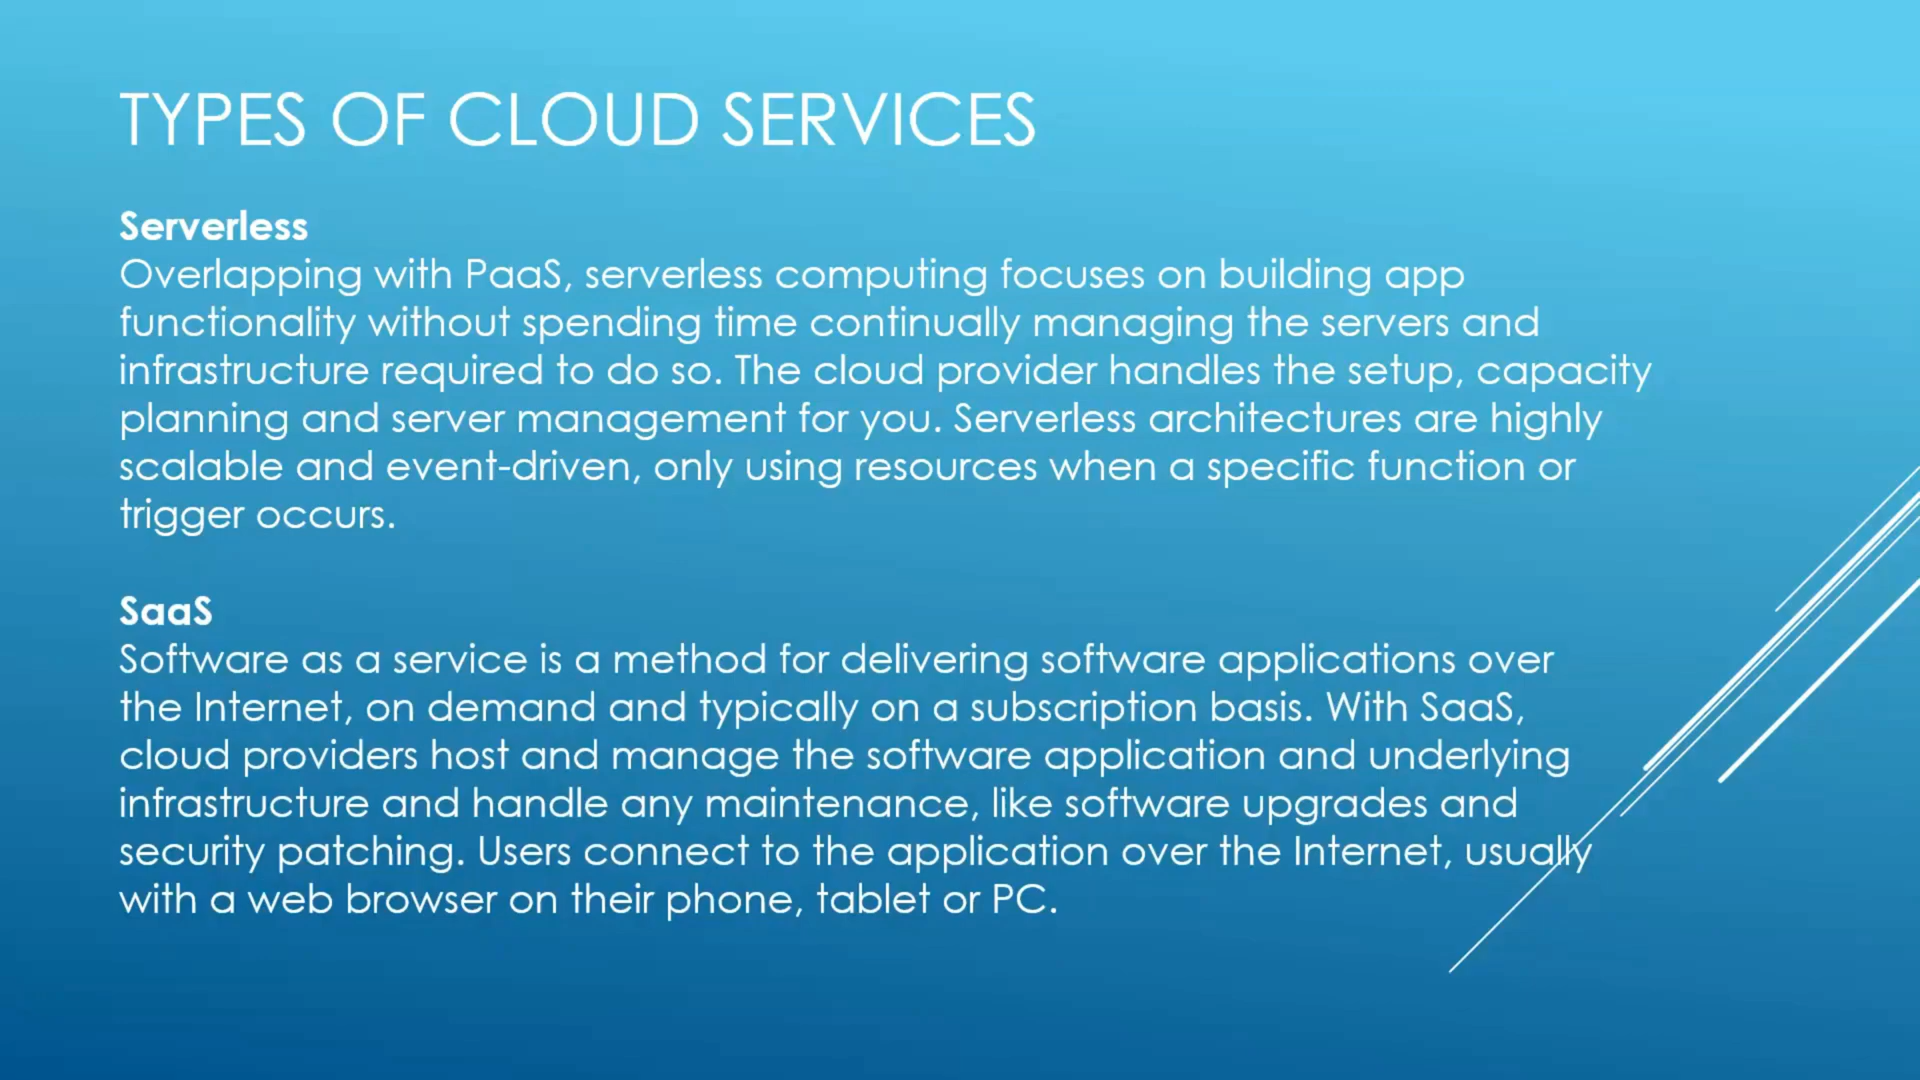 TYPES OF CLOUD SERVICES
Serverless
Overlapping with PaaS, serverless computing focuses on building app
functionality without spending time continually managing the servers and
infrastructure required to do so. The cloud provider handles the setup, capacity
planning and server management for you. Serverless architectures are highly
scalable and event-driven, only using resources when a specific function or
trigger occurs.
SaaS
Software as a service is a method for delivering software applications over
the Internet, on demand and typically on a subscription basis. With SaaS,
cloud providers host and manage the software application and underlying
infrastructure and handle any maintenance, like software upgrades and
security patching. Users connect to the application over the Internet, usually
with a web browser on their phone, tablet or PC.